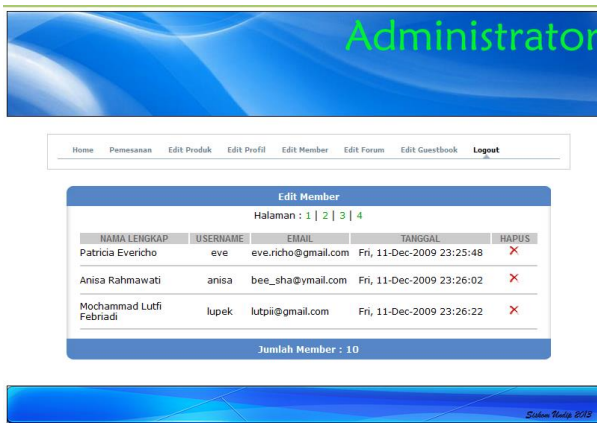 Administrator
Home Pemesanan Edit Produk Edit Profil Edit Member Edit Forum Edit Guestbook Logout
Edit Member
Halaman : 1 | 2 | 3 | 4
NAMA LENGKAP USERNAME EMAIL TANGGAL HAPUS
Patricia Evericho eve eve.richo@gmail.com Fri, 11-Dec-2009 23:25:48
Anisa Rahmawati anisa bee_sha@ymail.com Fri, 11-Dec-2009 23:26:02
Mochammad Lutfi
Febriadi lupek lutpii@gmail.com Fri, 11-Dec-2009 23:26:22
Jumlah Member : 10
Siskom Undip 2013